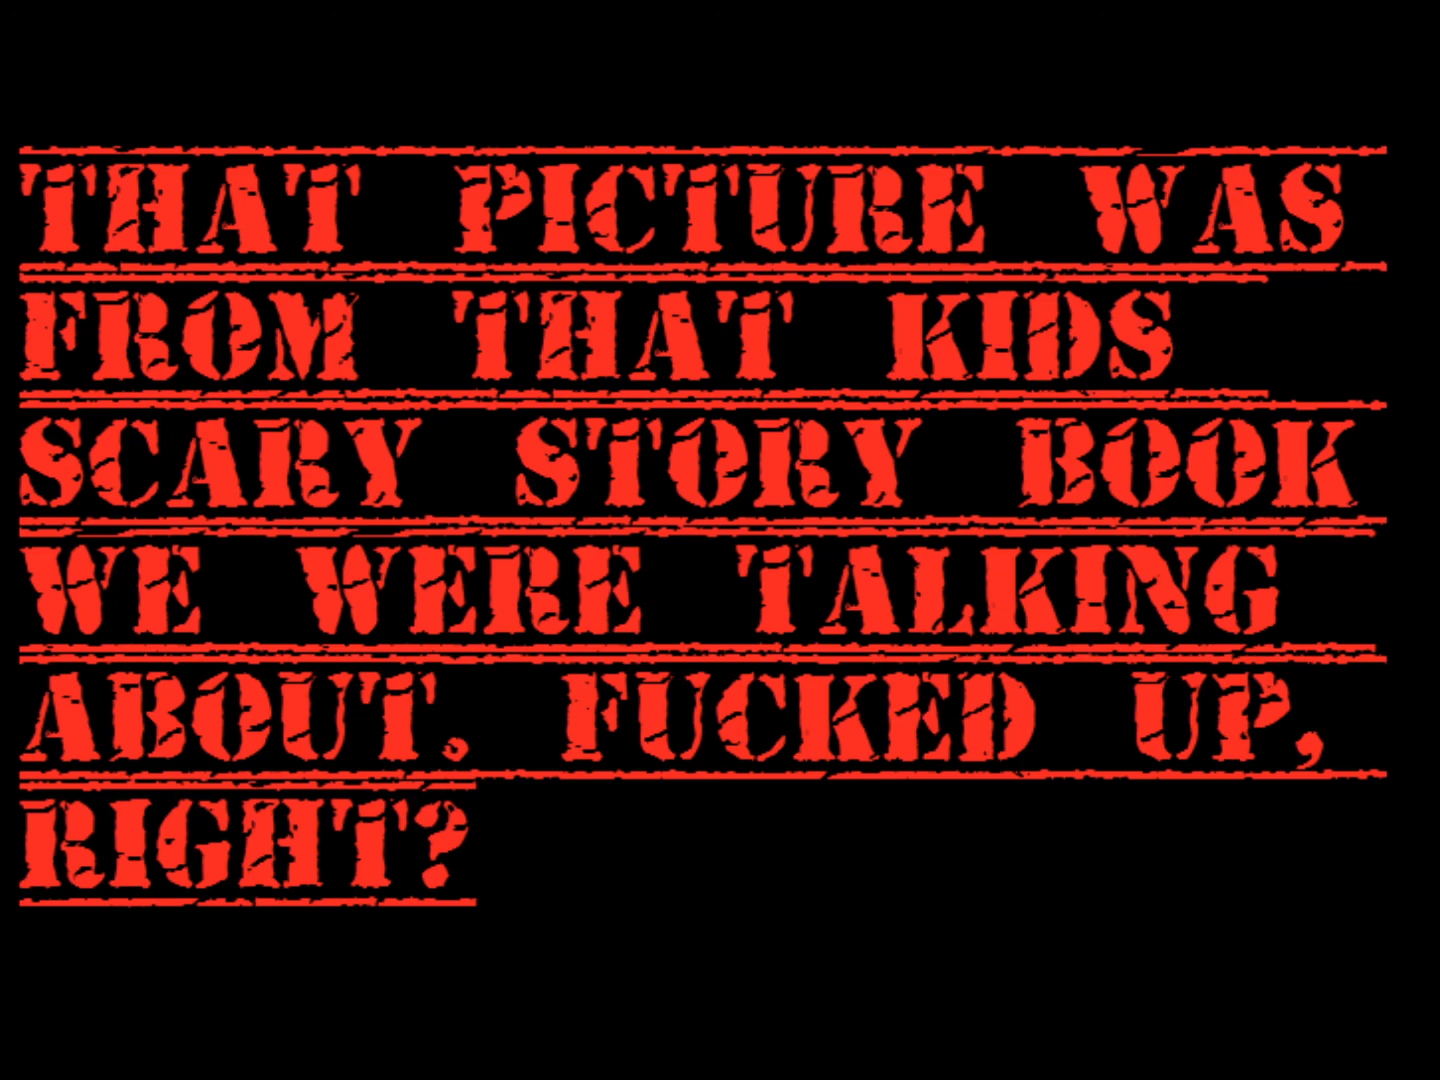 THAT PICTURE WAS
FROM THAT KIDS
SCARY STORY BOOK
WE WERE TALKING
ABOUT. FUCKED UP,
RIGHT?